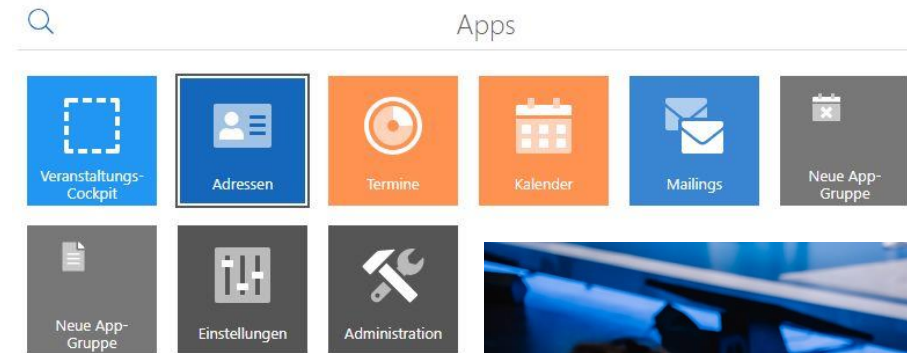 Apps
Veranstaltungs-
Cockpit
Adressen
Termine
Kalender
Mailings
Neue App-
Gruppe
Neue App-
Gruppe
Einstellungen
Administration